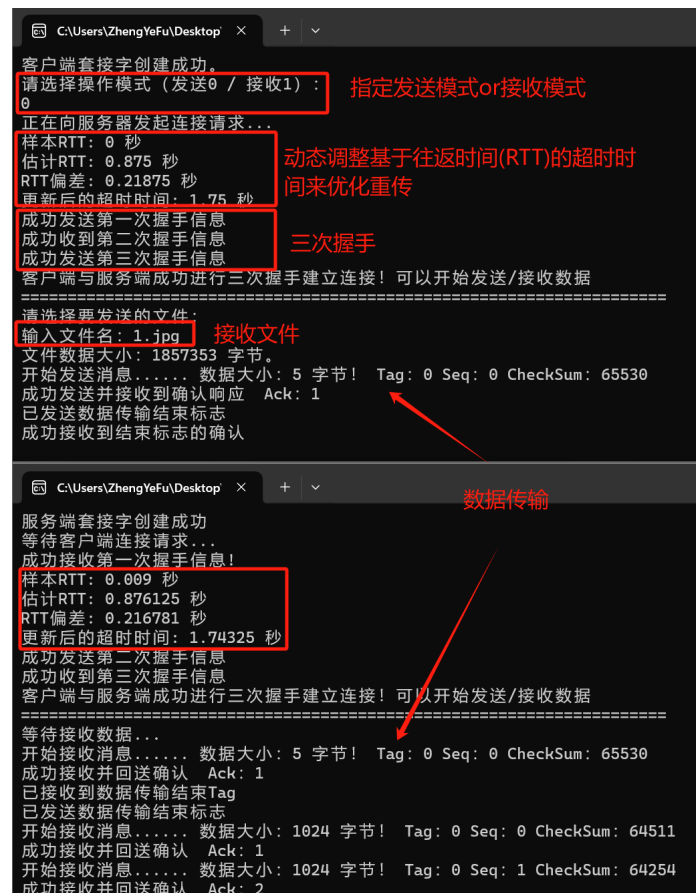 C:\Users\ZhengYeFu\Desktop
客户端套接字创建成功。
请选择操作模式 (发送0 / 接收1) :
0
指定发送模式or接收模式
正在向服务器发起连接请求...
样本RTT: 0 秒
估计RTT: 0.875 秒
RTT偏差: 0.21875 秒
更新后的超时时间: 1.75 秒
动态调整基于往返时间(RTT)的超时时
间来优化重传
成功发送第一次握手信息
成功收到第二次握手信息
成功发送第三次握手信息
三次握手
客户端与服务端成功进行三次握手建立连接! 可以开始发送/接收数据
==============================================================
请选择要发送的文件:
输入文件名: 1.jpg
接收文件
文件数据大小: 1857353 字节。
开始发送消息...... 数据大小: 5 字节! Tag: 0 Seq: 0 CheckSum: 65530
成功发送并接收到确认响应 Ack: 1
已发送数据传输结束标志
成功接收到结束标志的确认
C:\Users\ZhengYeFu\Desktop
数据传输
服务端套接字创建成功
等待客户端连接请求...
成功接收第一次握手信息!
样本RTT: 0.009 秒
估计RTT: 0.876125 秒
RTT偏差: 0.216781 秒
更新后的超时时间: 1.74325 秒
成功发送第二次握手信息
成功收到第三次握手信息
客户端与服务端成功进行三次握手建立连接! 可以开始发送/接收数据
==============================================================
等待接收数据...
开始接收消息...... 数据大小: 5 字节! Tag: 0 Seq: 0 CheckSum: 65530
成功接收并回送确认 Ack: 1
已接收到数据传输结束Tag
已发送数据传输结束标志
开始接收消息...... 数据大小: 1024 字节! Tag: 0 Seq: 0 CheckSum: 64511
成功接收并回送确认 Ack: 1
开始接收消息...... 数据大小: 1024 字节! Tag: 0 Seq: 1 CheckSum: 64254
成功接收并回送确认 Ack: 2